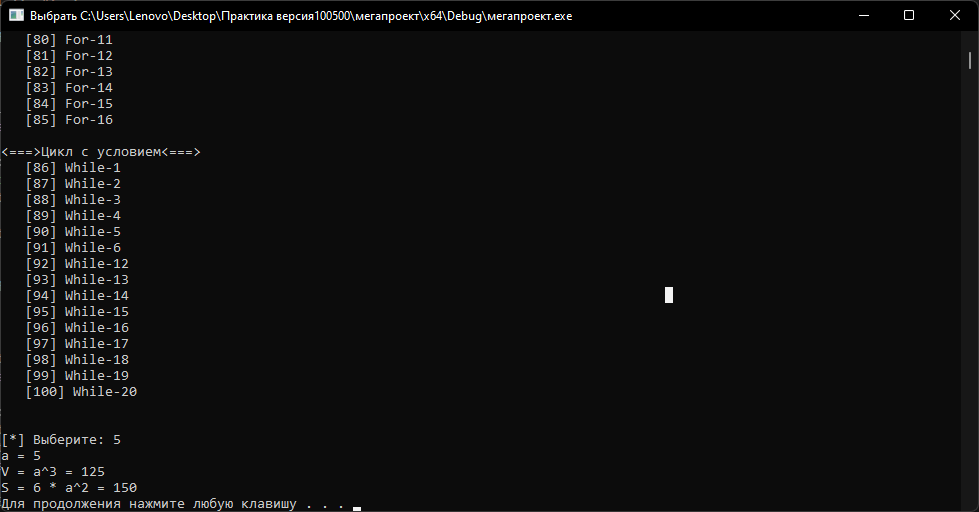 Выбрать C:\Users\Lenovo\Desktop\Практика версия100500\мегапроект\x64\Debug\мегапроект.exe
[80] For-11
[81] For-12
[82] For-13
[83] For-14
[84] For-15
[85] For-16
<===>Цикл с условием<===>
[86] While-1
[87] While-2
[88] While-3
[89] While-4
[90] While-5
[91] While-6
[92] While-12
[93] While-13
[94] While-14
[95] While-15
[96] While-16
[97] While-17
[98] While-18
[99] While-19
[100] While-20
[*] Выберите: 5
a = 5
V = a^3 = 125
S = 6 * a^2 = 150
Для продолжения нажмите любую клавишу . . .